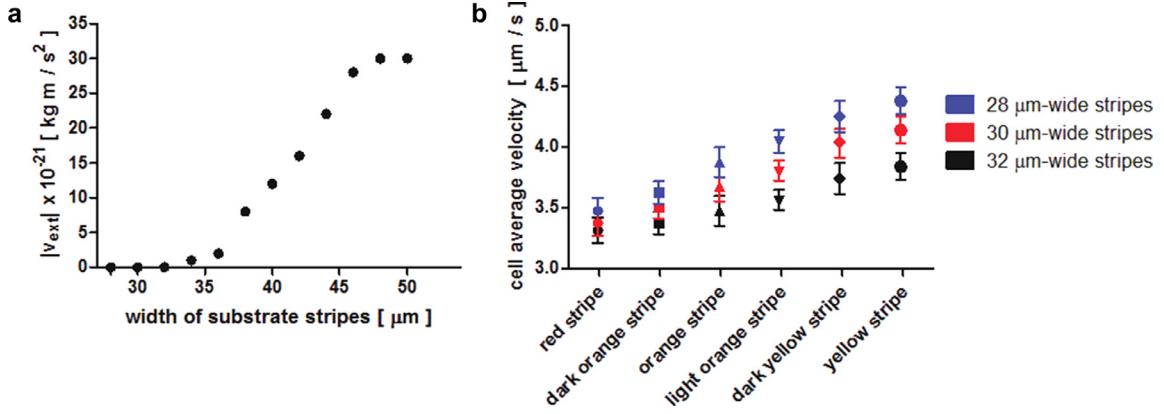 a
|v_ext| x 10^-21 [ kg m / s^2 ]
35
30
25
20
15
10
5
0
30 35 40 45 50
width of substrate stripes [ μm ]
b
cell average velocity [ μm / s ]
5.0
4.5
4.0
3.5
3.0
red stripe
dark orange stripe
orange stripe
light orange stripe
dark yellow stripe
yellow stripe
28 μm-wide stripes
30 μm-wide stripes
32 μm-wide stripes